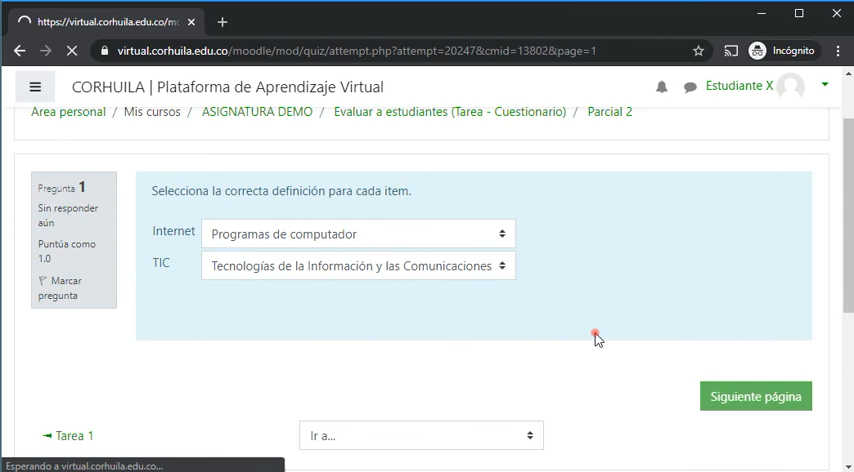 https://virtual.corhuila.edu.co/mo
virtual.corhuila.edu.co/moodle/mod/quiz/attempt.php?attempt=20247&cmid=13802&page=1
Incógnito
CORHUILA | Plataforma de Aprendizaje Virtual
Estudiante X
Área personal / Mis cursos / ASIGNATURA DEMO / Evaluar a estudiantes (Tarea - Cuestionario) / Parcial 2
Pregunta 1
Sin responder
aún
Puntúa como
1.0
Marcar
pregunta
Selecciona la correcta definición para cada item.
Internet Programas de computador
TIC Tecnologías de la Información y las Comunicaciones
Siguiente página
◄ Tarea 1
Ir a...
Esperando a virtual.corhuila.edu.co...